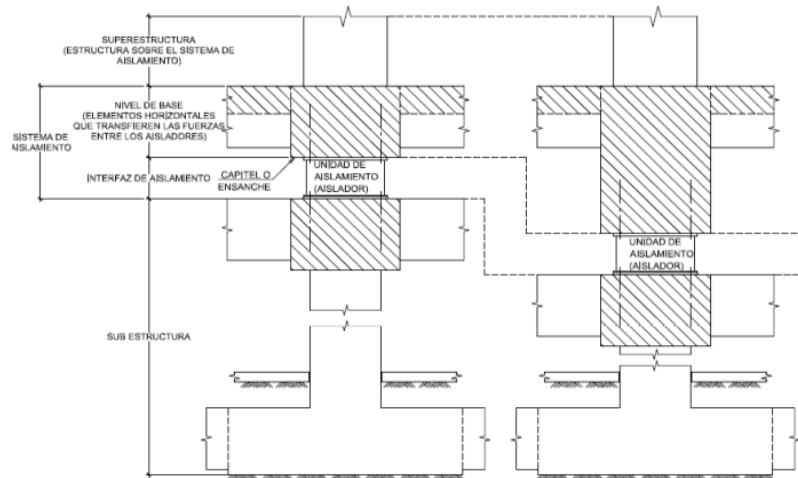 SUPERESTRUCTURA
(ESTRUCTURA SOBRE EL SISTEMA DE
AISLAMIENTO)
NIVEL DE BASE
(ELEMENTOS HORIZONTALES
QUE TRANSFIEREN LAS FUERZAS
ENTRE LOS AISLADORES)
SISTEMA DE
AISLAMIENTO
INTERFAZ DE AISLAMIENTO
CAPITEL O
ENSANCHE
UNIDAD DE
AISLAMIENTO
(AISLADOR)
UNIDAD DE
AISLAMIENTO
(AISLADOR)
SUB ESTRUCTURA